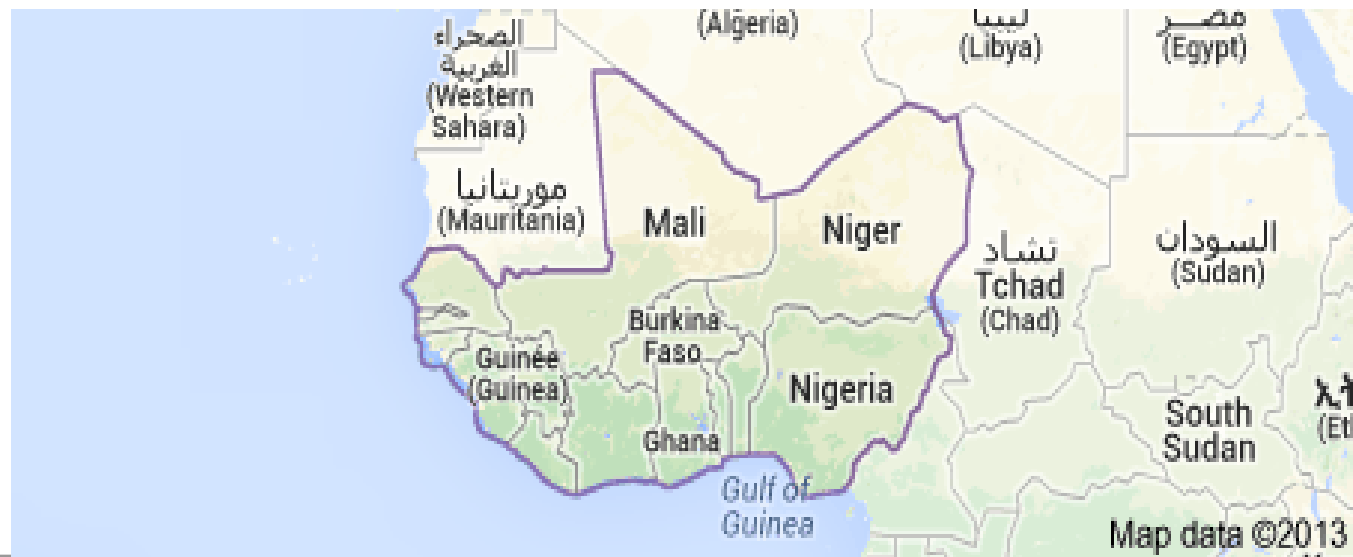 (Algeria)
ليبيا
(Libya)
مصر
(Egypt)
الصحراء
الغربية
(Western
Sahara)
موريتانيا
(Mauritania)
Mali
Niger
تشاد
Tchad
(Chad)
السودان
(Sudan)
Burkina
Faso
Guinée
(Guinea)
Nigeria
Ghana
South
Sudan
Gulf of
Guinea
Map data ©2013